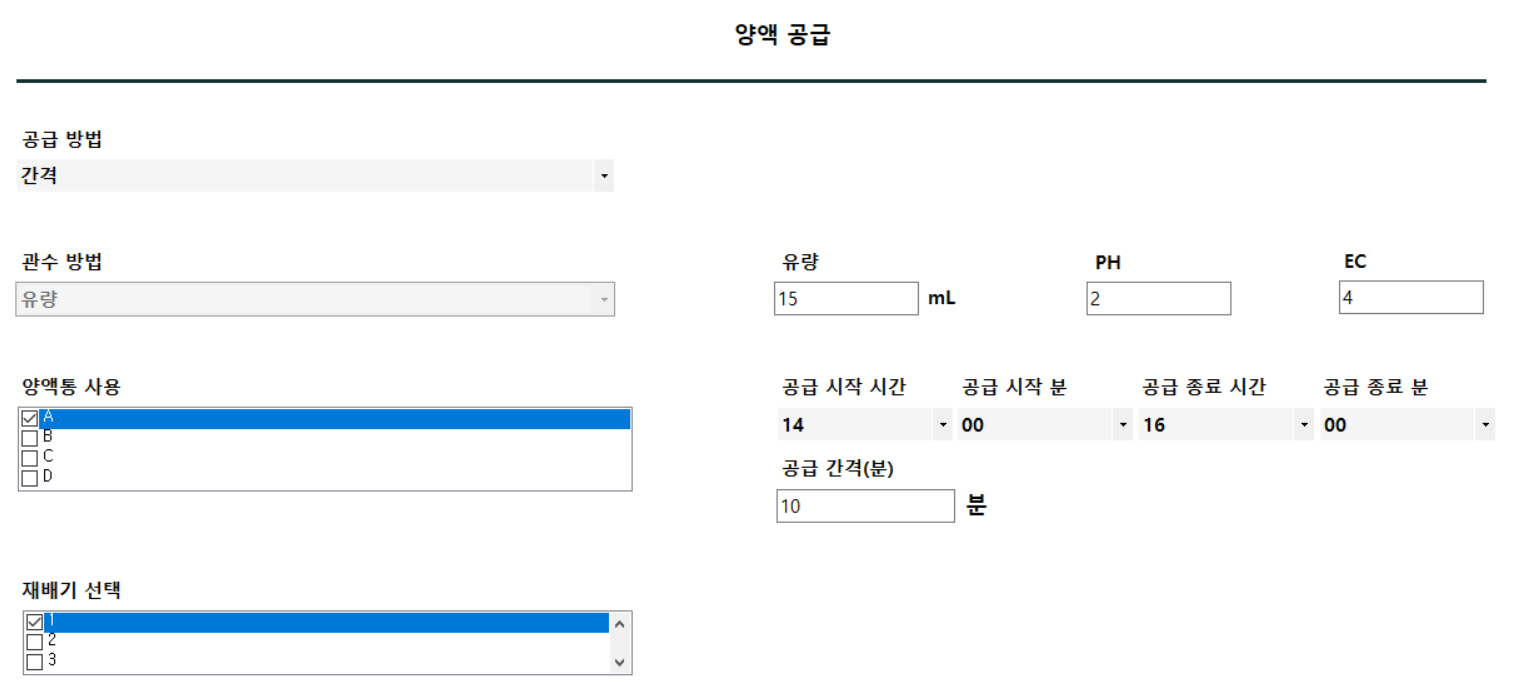 양액 공급
공급 방법
간격
관수 방법
유량
유량
15 mL
PH
2
EC
4
양액통 사용
A
B
C
D
공급 시작 시간 공급 시작 분 공급 종료 시간 공급 종료 분
14 00 16 00
공급 간격(분)
10 분
재배기 선택
1
2
3